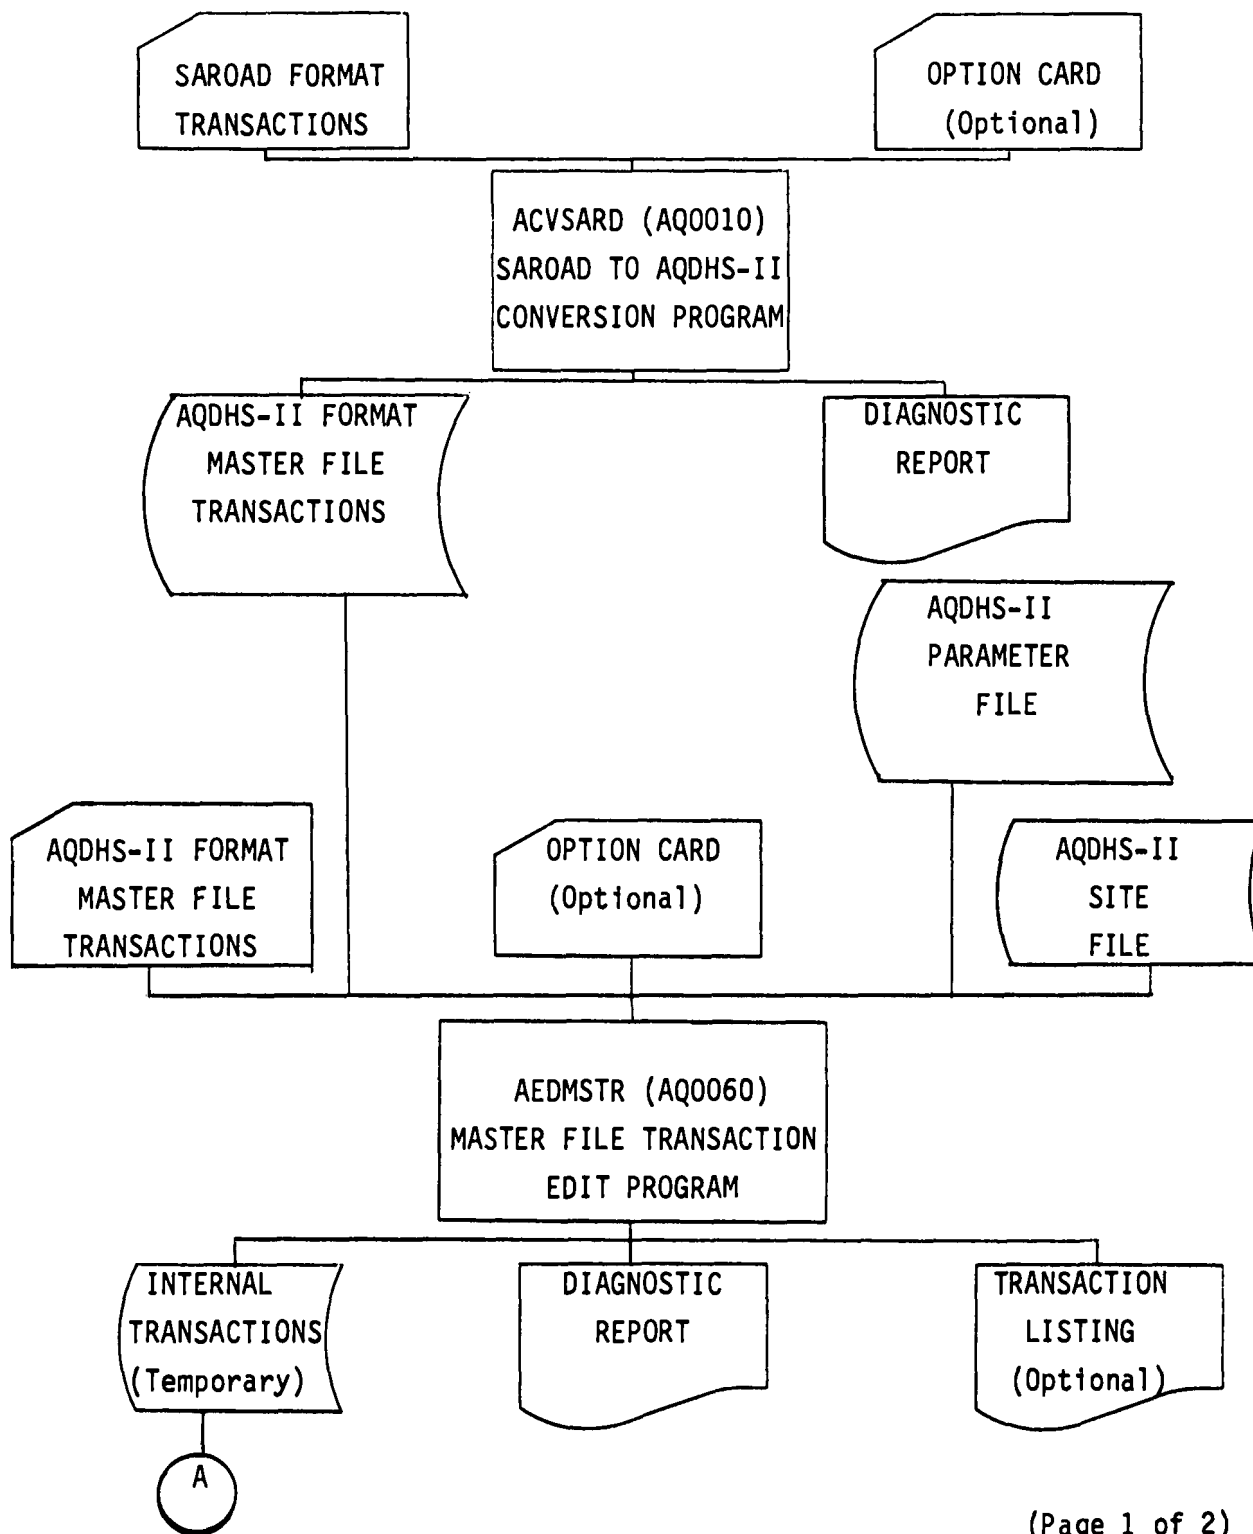 SAROAD FORMAT
TRANSACTIONS
OPTION CARD
(Optional)
ACVSARD (AQ0010)
SAROAD TO AQDHS-II
CONVERSION PROGRAM
AQDHS-II FORMAT
MASTER FILE
TRANSACTIONS
DIAGNOSTIC
REPORT
AQDHS-II
PARAMETER
FILE
AQDHS-II FORMAT
MASTER FILE
TRANSACTIONS
OPTION CARD
(Optional)
AQDHS-II
SITE
FILE
AEDMSTR (AQ0060)
MASTER FILE TRANSACTION
EDIT PROGRAM
INTERNAL
TRANSACTIONS
(Temporary)
DIAGNOSTIC
REPORT
TRANSACTION
LISTING
(Optional)
A
(Page 1 of 2)